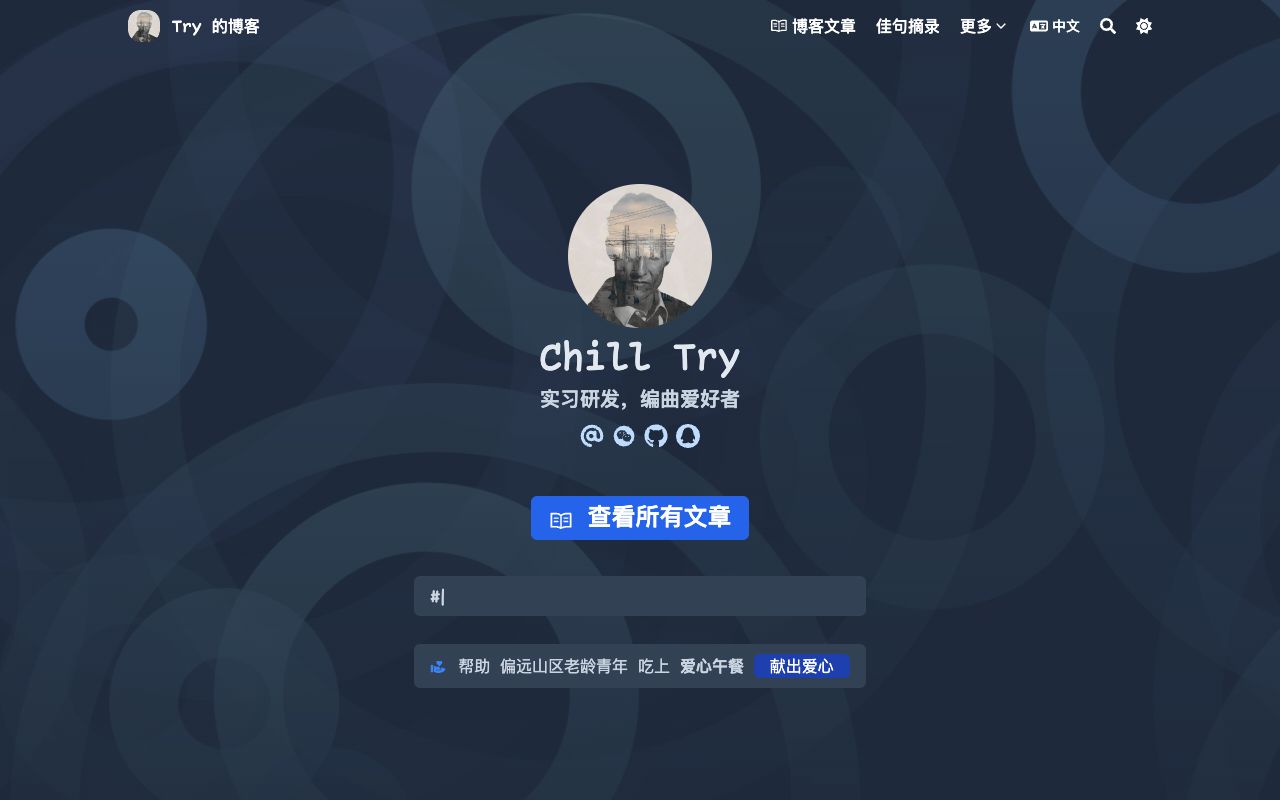 Try 的博客
博客文章 佳句摘录 更多 中文
Chill Try
实习研发，编曲爱好者
查看所有文章
#|
帮助 偏远山区老龄青年 吃上 爱心午餐 献出爱心